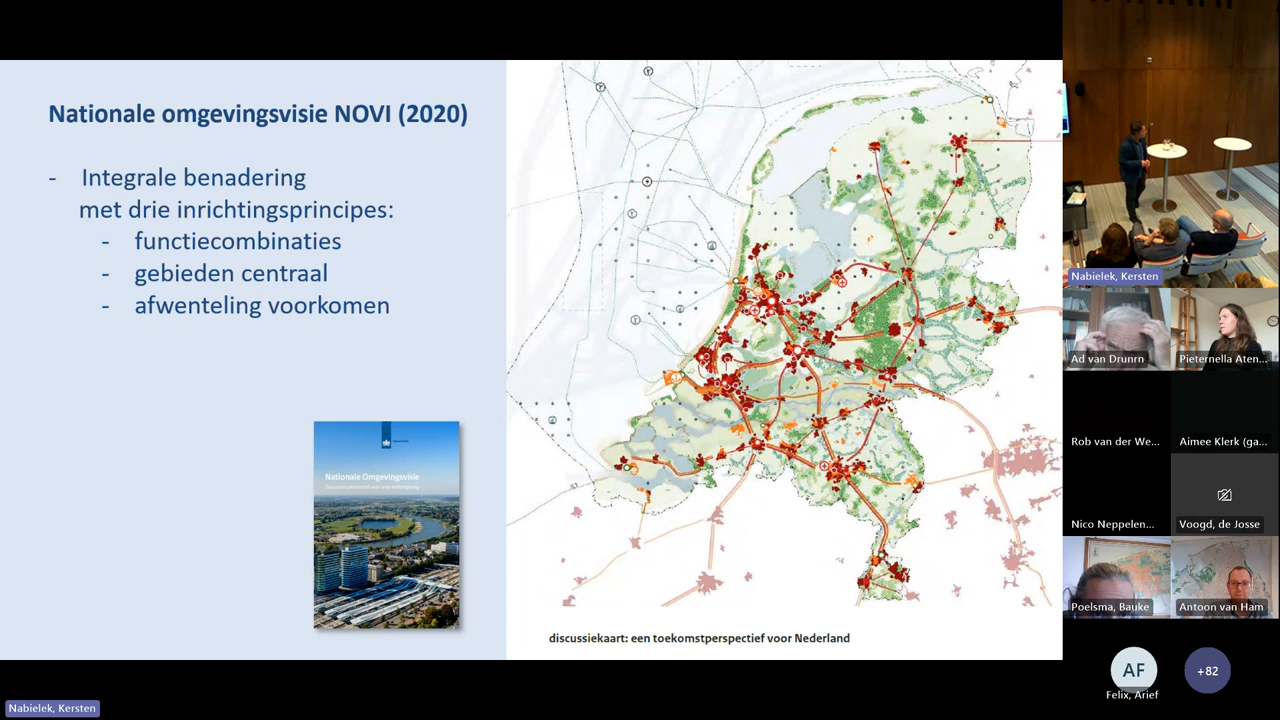 Nationale omgevingsvisie NOVI (2020)
- Integrale benadering
met drie inrichtingsprincipes:
- functiecombinaties
- gebieden centraal
- afwenteling voorkomen
Nationale Omgevingsvisie
discussiekaart: een toekomstperspectief voor Nederland
Nabielek, Kersten
Ad van Drunrn
Pieternella Aten...
Rob van der We...
Aimee Klerk (ga...
Nico Neppelen...
Voogd, de Josse
Poelsma, Bauke
Antoon van Ham
AF
+82
Felix, Arief
Nabielek, Kersten